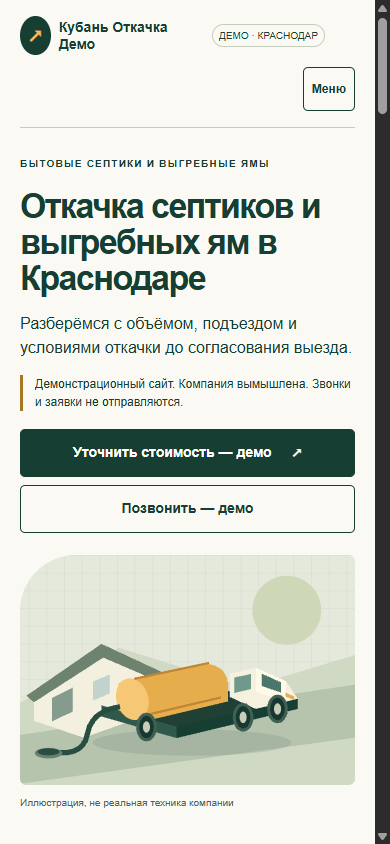 Кубань Откачка
Демо
ДЕМО · КРАСНОДАР
Меню
БЫТОВЫЕ СЕПТИКИ И ВЫГРЕБНЫЕ ЯМЫ
Откачка септиков и
выгребных ям в
Краснодаре
Разберёмся с объёмом, подъездом и
условиями откачки до согласования выезда.
Демонстрационный сайт. Компания вымышлена. Звонки
и заявки не отправляются.
Уточнить стоимость — демо ↗
Позвонить — демо
Иллюстрация, не реальная техника компании